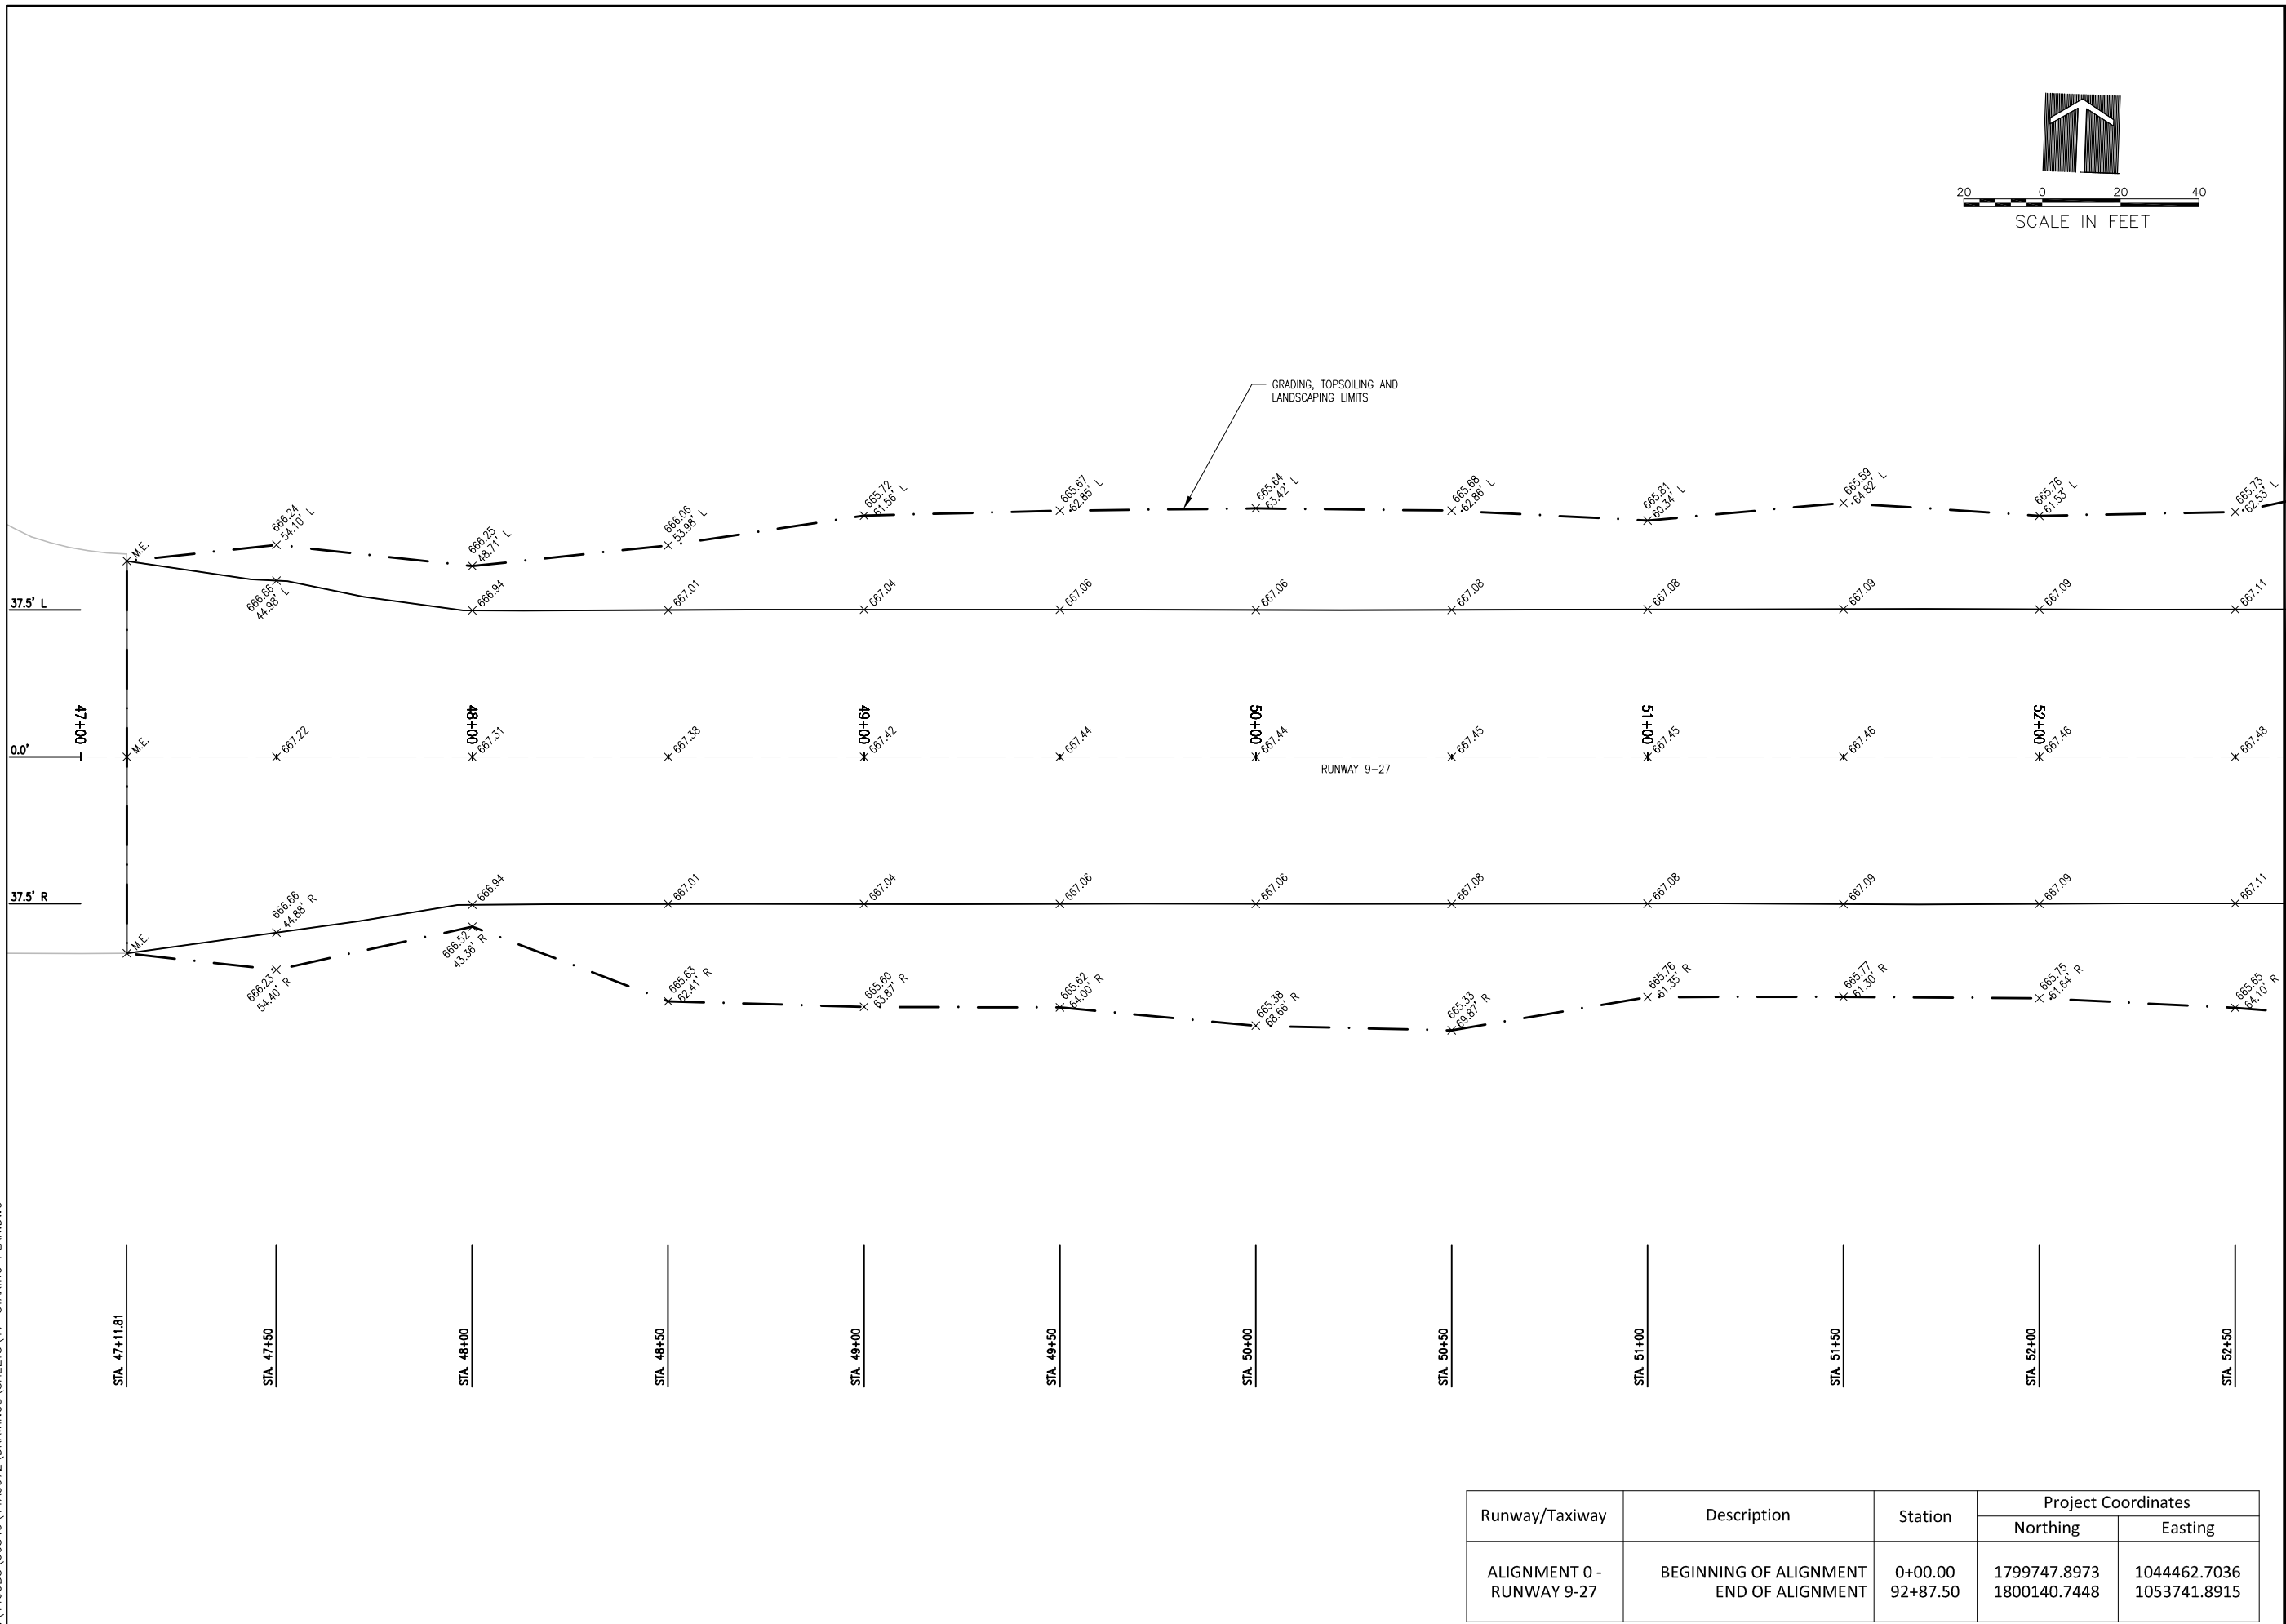 20 0 20 40
SCALE IN FEET
GRADING, TOPSOILING AND
LANDSCAPING LIMITS
M.E.
666.24
54.10' L
666.25
48.71' L
666.06
53.98' L
665.72
61.56' L
665.67
62.85' L
665.64
63.42' L
665.68
62.86' L
665.81
60.34' L
665.59
64.82' L
665.76
61.53' L
665.73
62.53' L
37.5' L
666.66
44.98' L
666.94
667.01
667.04
667.06
667.06
667.08
667.08
667.09
667.09
667.11
47+00
48+00
49+00
50+00
51+00
52+00
0.0'
M.E.
667.22
667.31
667.38
667.42
667.44
667.44
667.45
667.45
667.46
667.46
667.48
RUNWAY 9-27
37.5' R
M.E.
666.66
44.88' R
666.94
667.01
667.04
667.06
667.06
667.08
667.08
667.09
667.09
667.11
666.23
54.40' R
666.52
43.36' R
665.63
62.41' R
665.60
63.87' R
665.62
64.00' R
665.38
68.66' R
665.33
69.87' R
665.76
61.35' R
665.77
61.30' R
665.75
61.64' R
665.65
64.10' R
STA. 47+11.81
STA. 47+50
STA. 48+00
STA. 48+50
STA. 49+00
STA. 49+50
STA. 50+00
STA. 50+50
STA. 51+00
STA. 51+50
STA. 52+00
STA. 52+50
Runway/Taxiway Description Station Project Coordinates
Northing Easting
ALIGNMENT 0 - BEGINNING OF ALIGNMENT 0+00.00 1799747.8973 1044462.7036
RUNWAY 9-27 END OF ALIGNMENT 92+87.50 1800140.7448 1053741.8915